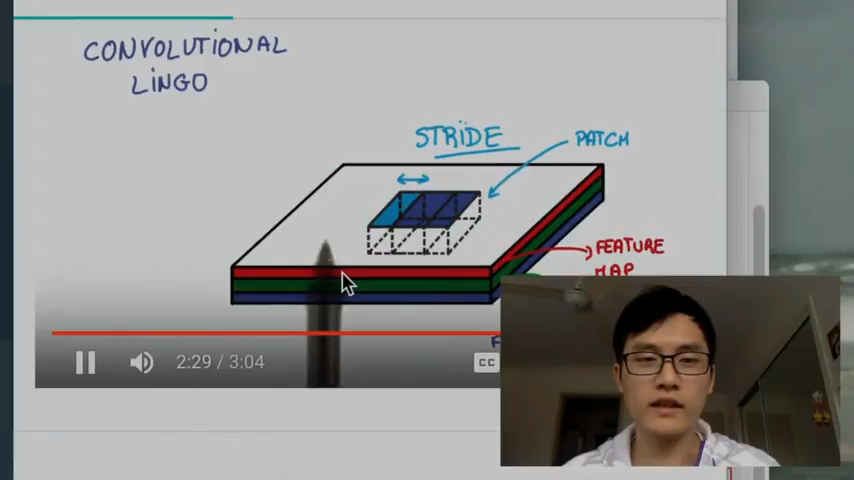 CONVOLUTIONAL
LINGO
STRIDE
PATCH
FEATURE
MAP
2:29 / 3:04
CC